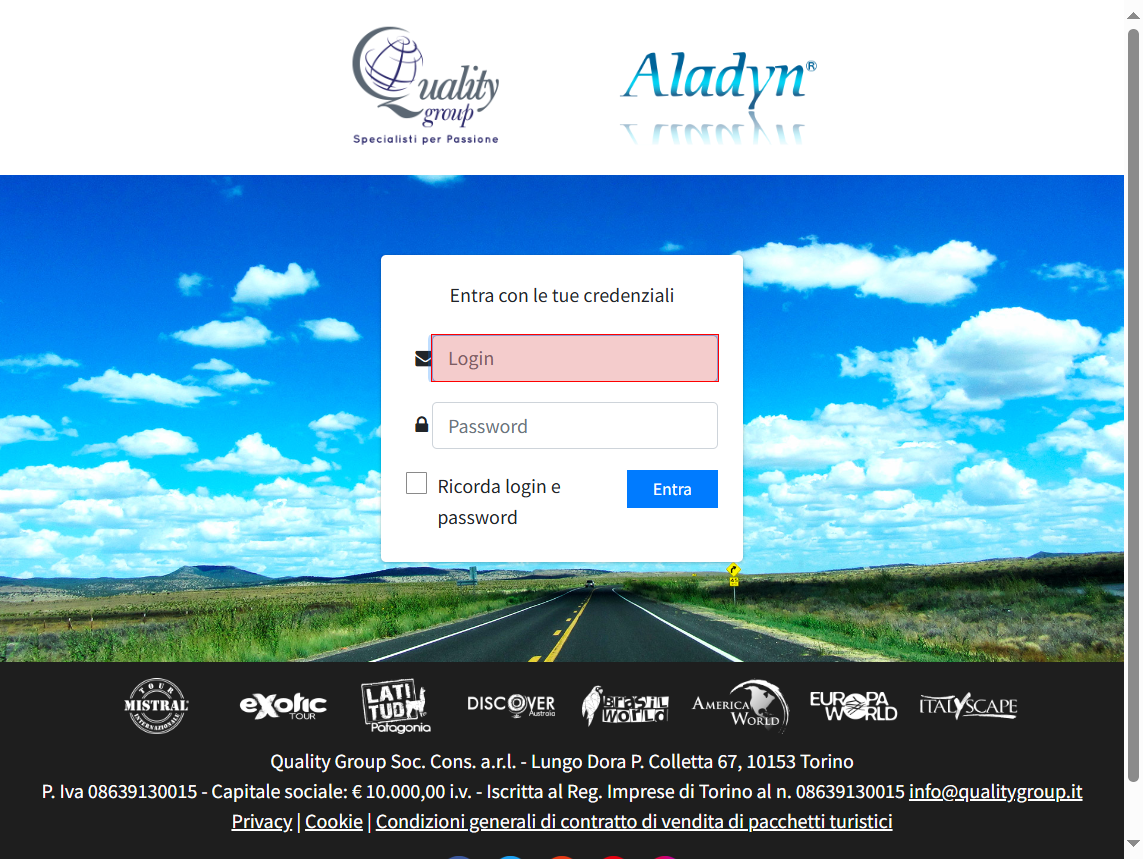 Quality
group
Specialisti per Passione
Aladyn®
Entra con le tue credenziali
Login
Password
Ricorda login e
password
Entra
TOUR
MISTRAL
INTERNAZIONALE
eXotic
TOUR
LATI
TUD
Patagonia
DISCOVER
Australia
BRASIL
WORLD
AMERICA
WORLD
EUROPA
WORLD
ITALYSCAPE
Quality Group Soc. Cons. a.r.l. - Lungo Dora P. Colletta 67, 10153 Torino
P. Iva 08639130015 - Capitale sociale: € 10.000,00 i.v. - Iscritta al Reg. Imprese di Torino al n. 08639130015 info@qualitygroup.it
Privacy | Cookie | Condizioni generali di contratto di vendita di pacchetti turistici